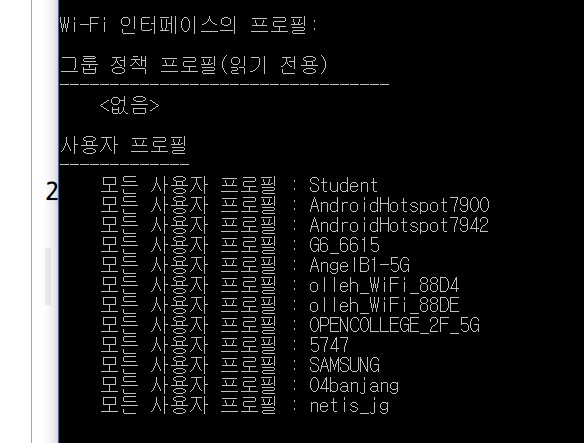 Wi-Fi 인터페이스의 프로필:
그룹 정책 프로필(읽기 전용)
---------------------------------
<없음>
사용자 프로필
-------------
2
모든 사용자 프로필 : Student
모든 사용자 프로필 : AndroidHotspot7900
모든 사용자 프로필 : AndroidHotspot7942
모든 사용자 프로필 : G6_6615
모든 사용자 프로필 : AngelB1-5G
모든 사용자 프로필 : olleh_WiFi_88D4
모든 사용자 프로필 : olleh_WiFi_88DE
모든 사용자 프로필 : OPENCOLLEGE_2F_5G
모든 사용자 프로필 : 5747
모든 사용자 프로필 : SAMSUNG
모든 사용자 프로필 : 04banjang
모든 사용자 프로필 : netis_jg